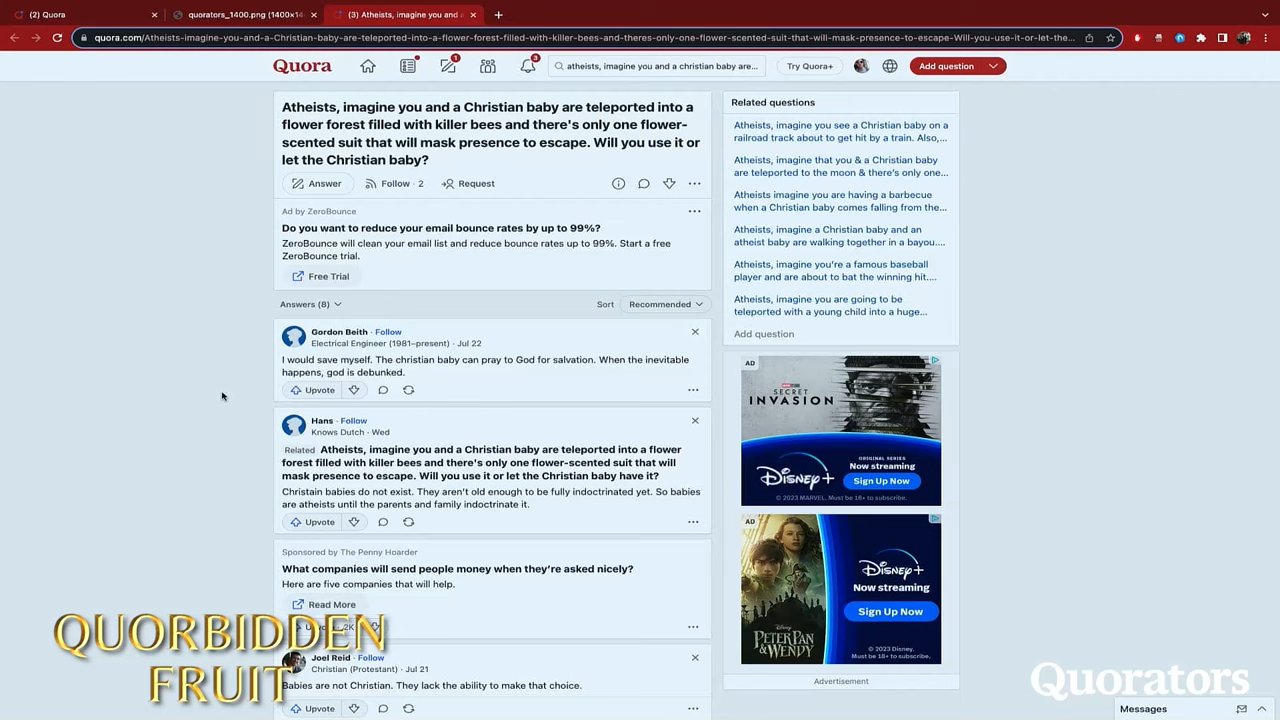 (2) Quora
quorators_1400.png (1400×14
(3) Atheists, imagine you and a
quora.com/Atheists-imagine-you-and-a-Christian-baby-are-teleported-into-a-flower-forest-filled-with-killer-bees-and-theres-only-one-flower-scented-suit-that-will-mask-presence-to-escape-Will-you-use-it-or-let-the...
Quora
1
3
atheists, imagine you and a christian baby are...
Try Quora+
Add question
Atheists, imagine you and a Christian baby are teleported into a
flower forest filled with killer bees and there's only one flower-
scented suit that will mask presence to escape. Will you use it or
let the Christian baby?
Answer
Follow · 2
Request
Ad by ZeroBounce
Do you want to reduce your email bounce rates by up to 99%?
ZeroBounce will clean your email list and reduce bounce rates up to 99%. Start a free
ZeroBounce trial.
Free Trial
Answers (8)
Sort
Recommended
Gordon Beith · Follow
Electrical Engineer (1981–present) · Jul 22
I would save myself. The christian baby can pray to God for salvation. When the inevitable
happens, god is debunked.
Upvote
Hans · Follow
Knows Dutch · Wed
Related Atheists, imagine you and a Christian baby are teleported into a flower
forest filled with killer bees and there's only one flower-scented suit that will
mask presence to escape. Will you use it or let the Christian baby have it?
Christain babies do not exist. They aren't old enough to be fully indoctrinated yet. So babies
are atheists until the parents and family indoctrinate it.
Upvote
Sponsored by The Penny Hoarder
What companies will send people money when they're asked nicely?
Here are five companies that will help.
Read More
Joel Reid · Follow
Christian (Protestant) · Jul 21
Babies are not Christian. They lack the ability to make that choice.
Upvote
QUORBIDDEN
FRUIT
Related questions
Atheists, imagine you see a Christian baby on a
railroad track about to get hit by a train. Also,...
Atheists, imagine that you & a Christian baby
are teleported to the moon & there's only one...
Atheists imagine you are having a barbecue
when a Christian baby comes falling from the...
Atheists, imagine a Christian baby and an
atheist baby are walking together in a bayou....
Atheists, imagine you're a famous baseball
player and are about to bat the winning hit....
Atheists, imagine you are going to be
teleported with a young child into a huge...
Add question
AD
MARVEL
SECRET
INVASION
Disney+
ORIGINAL SERIES
Now streaming
Sign Up Now
© 2023 MARVEL. Must be 18+ to subscribe.
AD
Disney
PETER PAN
& WENDY
Disney+
Now streaming
Sign Up Now
© 2023 Disney.
Must be 18+ to subscribe.
Advertisement
Quorators
Messages